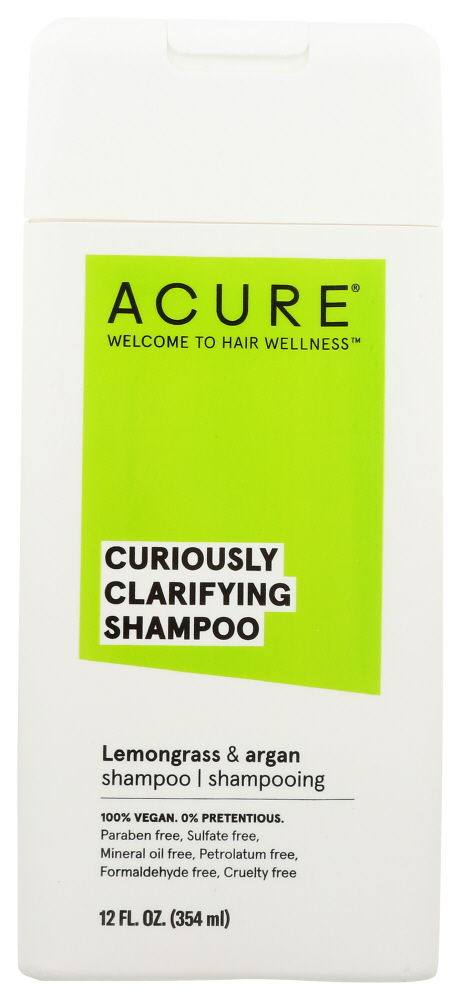 ACURE®
WELCOME TO HAIR WELLNESS™
CURIOUSLY
CLARIFYING
SHAMPOO
Lemongrass & argan
shampoo | shampooing
100% VEGAN. 0% PRETENTIOUS.
Paraben free, Sulfate free,
Mineral oil free, Petrolatum free,
Formaldehyde free, Cruelty free
12 FL. OZ. (354 ml)